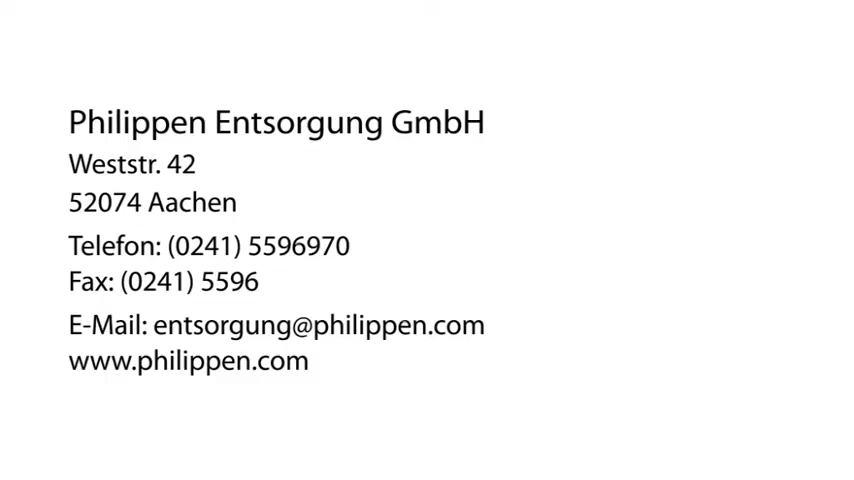 Philippen Entsorgung GmbH
Weststr. 42
52074 Aachen
Telefon: (0241) 5596970
Fax: (0241) 5596
E-Mail: entsorgung@philippen.com
www.philippen.com